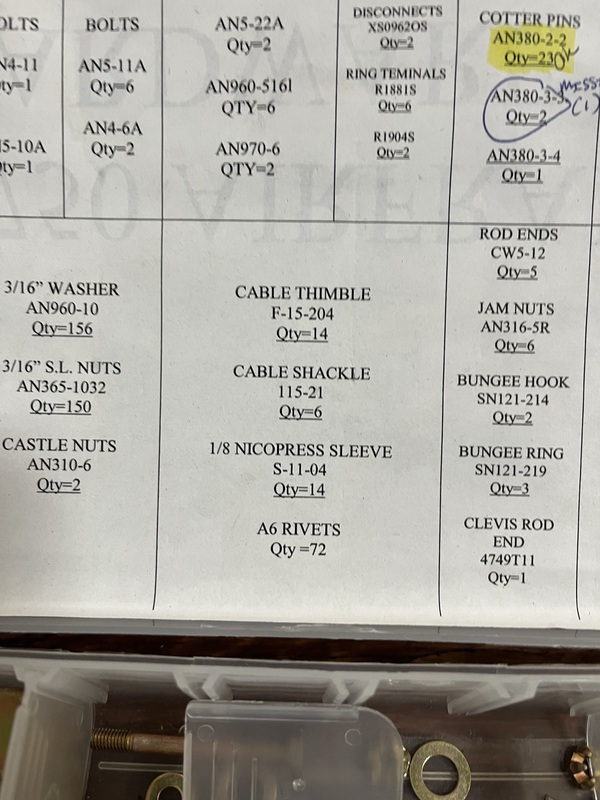 OLTS
N4-11
ty=1
5-10A
ty=1
BOLTS
AN5-11A
Qty=6
AN4-6A
Qty=2
AN5-22A
Qty=2
AN960-516l
QTY=6
AN970-6
QTY=2
DISCONNECTS
XS0962OS
Qty=2
RING TEMINALS
R1881S
Qty=6
R1904S
Qty=2
COTTER PINS
AN380-2-2
Qty=23
AN380-3-3
Qty=2
(1)
AN380-3-4
Qty=1
3/16" WASHER
AN960-10
Qty=156
3/16" S.L. NUTS
AN365-1032
Qty=150
CASTLE NUTS
AN310-6
Qty=2
CABLE THIMBLE
F-15-204
Qty=14
CABLE SHACKLE
115-21
Qty=6
1/8 NICOPRESS SLEEVE
S-11-04
Qty=14
A6 RIVETS
Qty =72
ROD ENDS
CW5-12
Qty=5
JAM NUTS
AN316-5R
Qty=6
BUNGEE HOOK
SN121-214
Qty=2
BUNGEE RING
SN121-219
Qty=3
CLEVIS ROD
END
4749T11
Qty=1